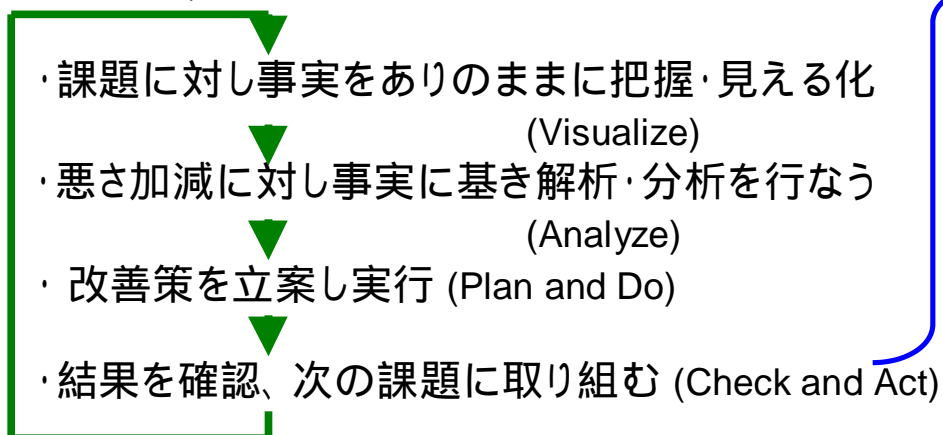 ・課題に対し事実をありのままに把握・見える化
(Visualize)
・悪さ加減に対し事実に基き解析・分析を行なう
(Analyze)
・ 改善策を立案し実行 (Plan and Do)
・結果を確認、次の課題に取り組む (Check and Act)